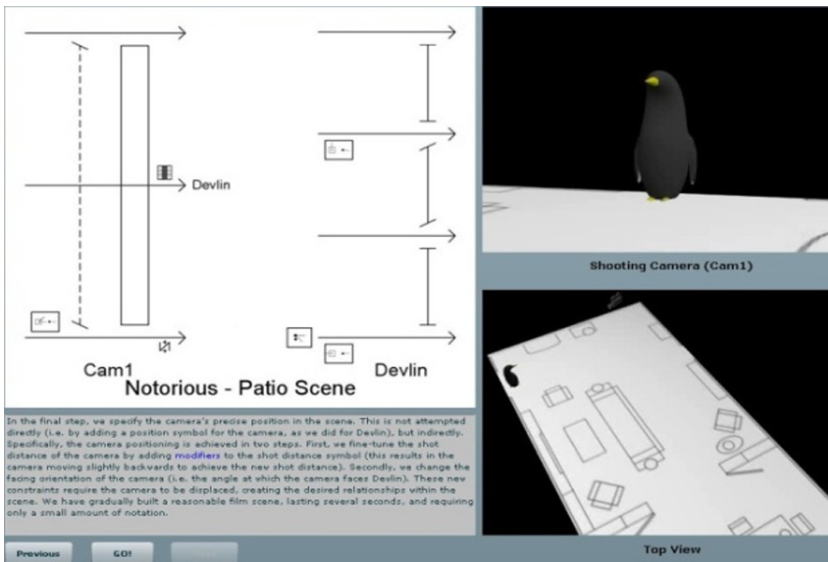 Devlin
Cam1
Devlin
Notorious - Patio Scene
Shooting Camera (Cam1)
In the final step, we specify the camera's precise position in the scene. This is not attempted
directly (i.e. by adding a position symbol for the camera, as we did for Devlin), but indirectly.
Specifically, the camera positioning is achieved in two steps. First, we fine-tune the shot
distance of the camera by adding modifiers to the shot distance symbol (this results in the
camera moving slightly backwards to achieve the new shot distance). Secondly, we change the
facing orientation of the camera (i.e. the angle at which the camera faces Devlin). These new
constraints require the camera to be displaced, creating the desired relationships within the
scene. We have gradually built a reasonable film scene, lasting several seconds, and requiring
only a small amount of notation.
Previous
GO!
Top View